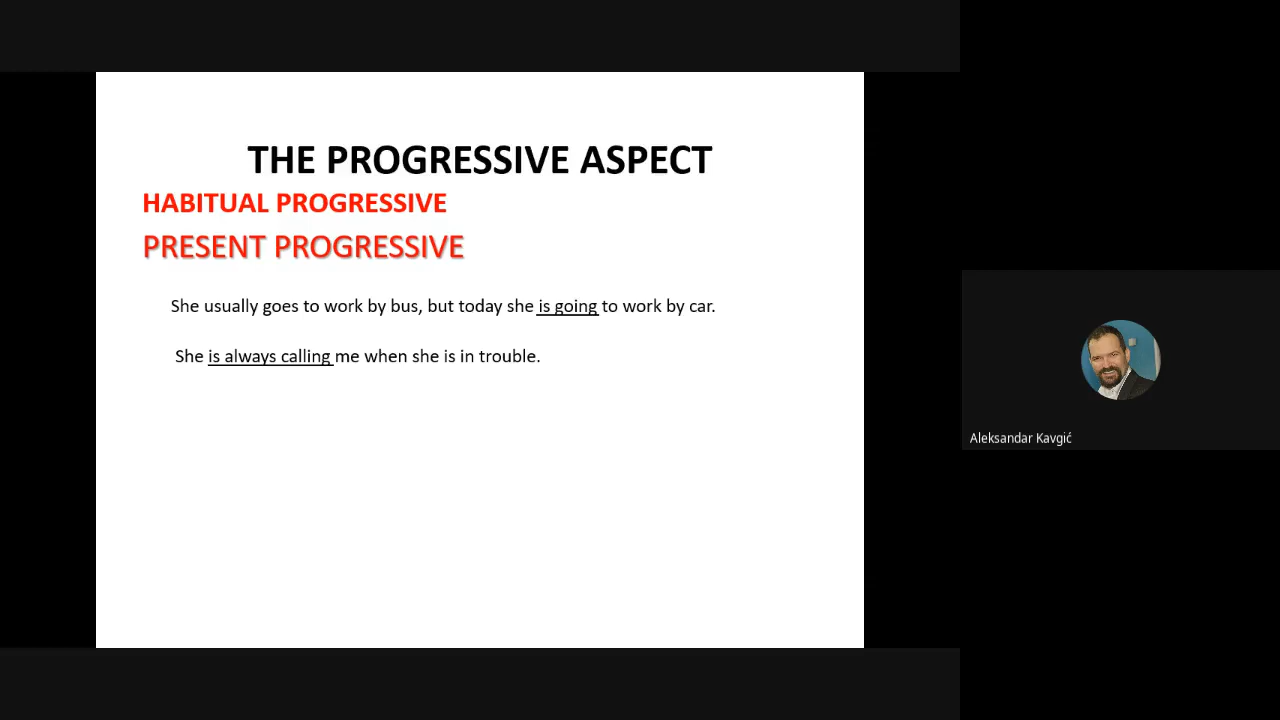 THE PROGRESSIVE ASPECT
HABITUAL PROGRESSIVE
PRESENT PROGRESSIVE
She usually goes to work by bus, but today she is going to work by car.
She is always calling me when she is in trouble.
Aleksandar Kavgić